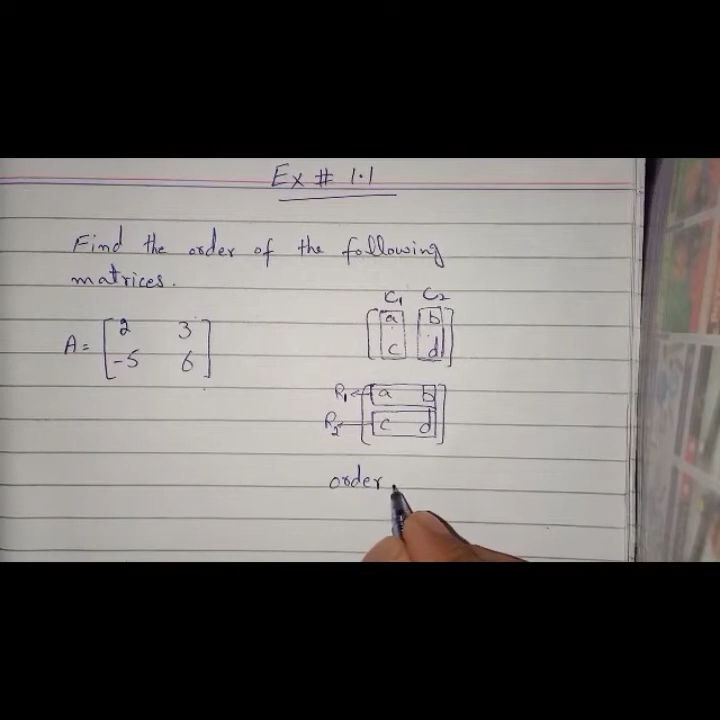 Ex # 1.1
Find the order of the following
matrices.
A = [2 3
-5 6]
C1 C2
[a b
c d]
R1 [a b
R2 c d]
order